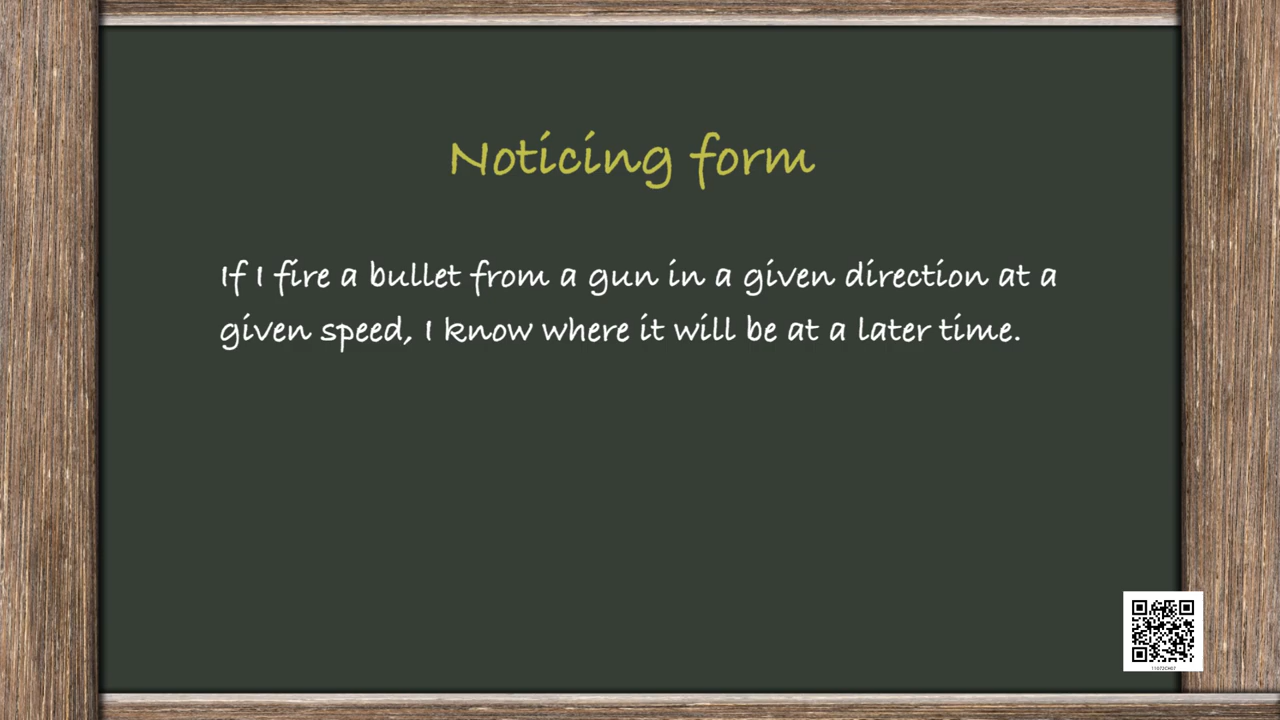 Noticing form
If I fire a bullet from a gun in a given direction at a
given speed, I know where it will be at a later time.